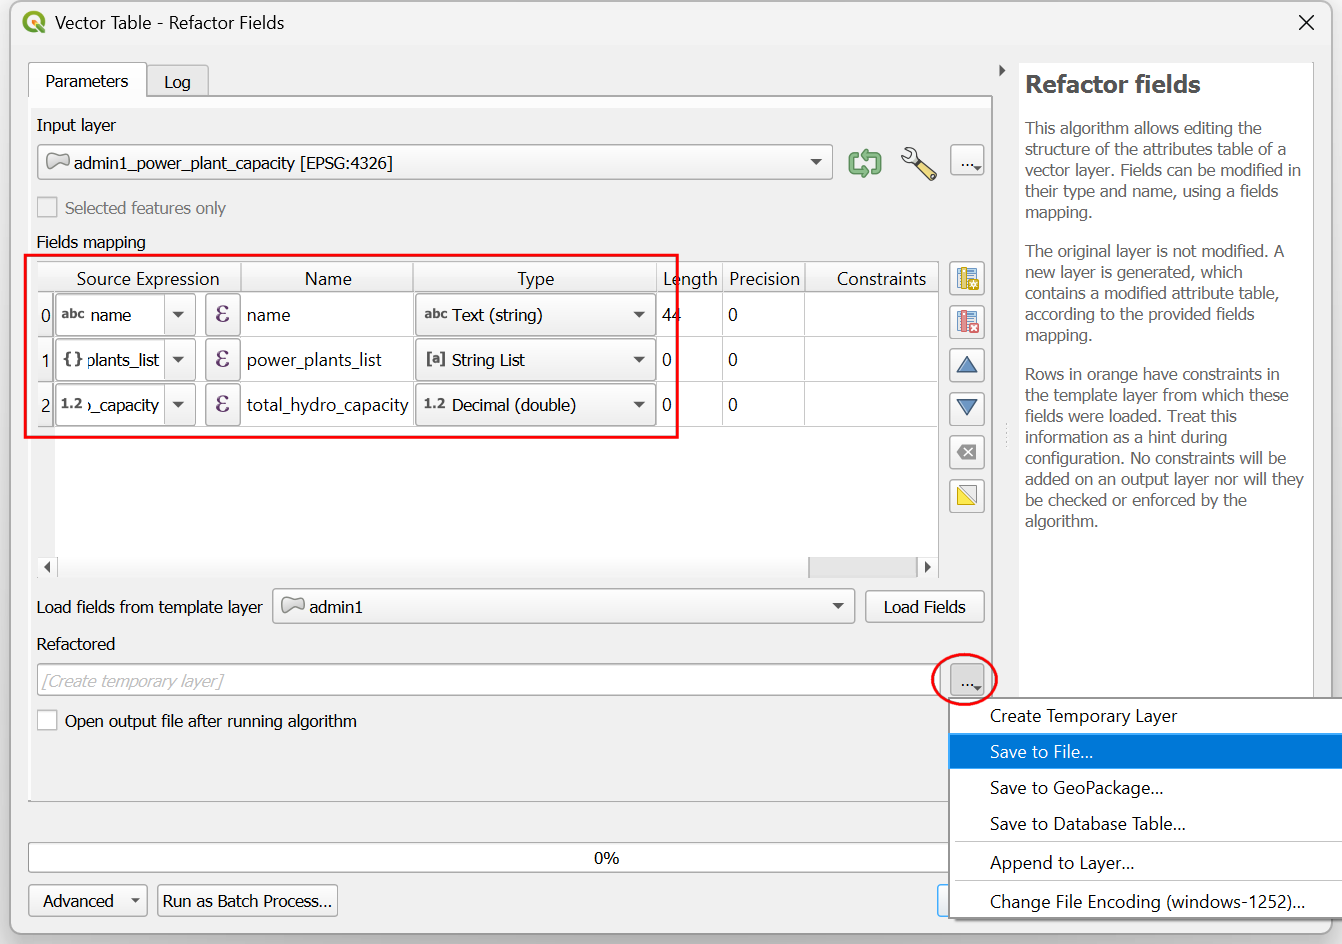 Vector Table - Refactor Fields
Parameters
Log
Input layer
admin1_power_plant_capacity [EPSG:4326]
...
Selected features only
Fields mapping
Source Expression Name Type Length Precision Constraints
0 abc name ε name abc Text (string) 44 0
1 {} plants_list ε power_plants_list [a] String List 0 0
2 1.2 _capacity ε total_hydro_capacity 1.2 Decimal (double) 0 0
Load fields from template layer admin1 Load Fields
Refactored
[Create temporary layer] ...
Open output file after running algorithm
0%
Advanced Run as Batch Process...
Create Temporary Layer
Save to File...
Save to GeoPackage...
Save to Database Table...
Append to Layer...
Change File Encoding (windows-1252)...
Refactor fields
This algorithm allows editing the
structure of the attributes table of a
vector layer. Fields can be modified in
their type and name, using a fields
mapping.
The original layer is not modified. A
new layer is generated, which
contains a modified attribute table,
according to the provided fields
mapping.
Rows in orange have constraints in
the template layer from which these
fields were loaded. Treat this
information as a hint during
configuration. No constraints will be
added on an output layer nor will they
be checked or enforced by the
algorithm.